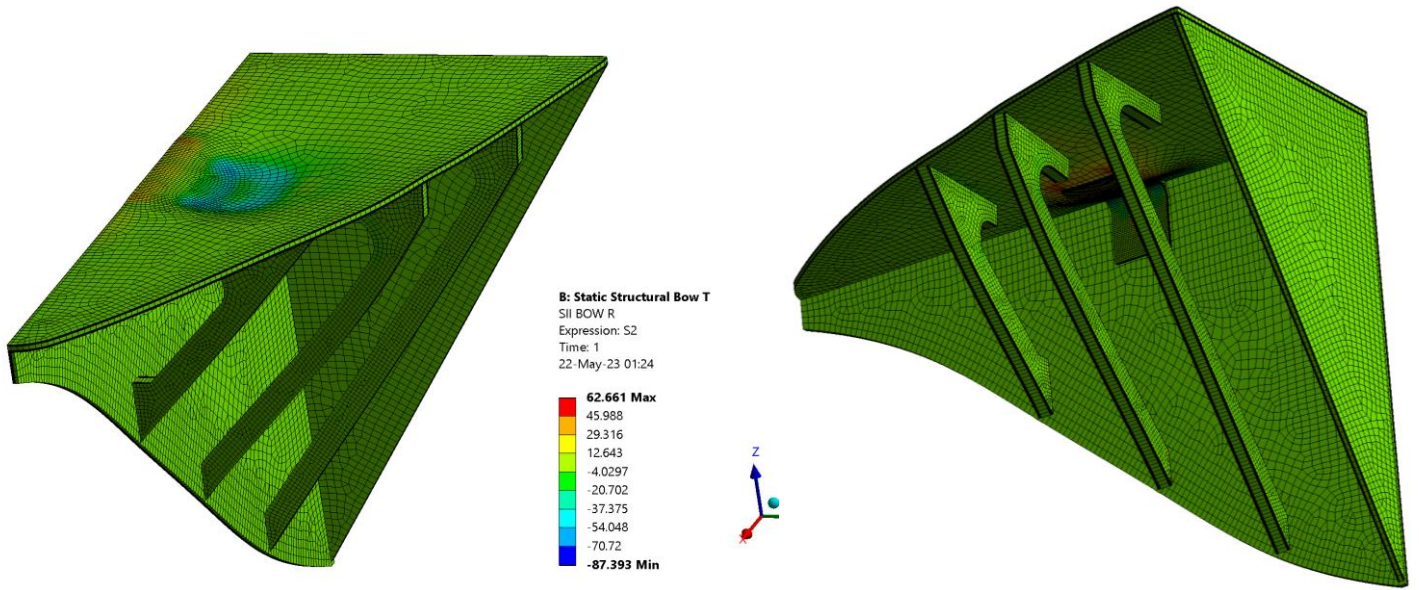 B: Static Structural Bow T
SII BOW R
Expression: S2
Time: 1
22-May-23 01:24
62.661 Max
45.988
29.316
12.643
-4.0297
-20.702
-37.375
-54.048
-70.72
-87.393 Min
Z
X